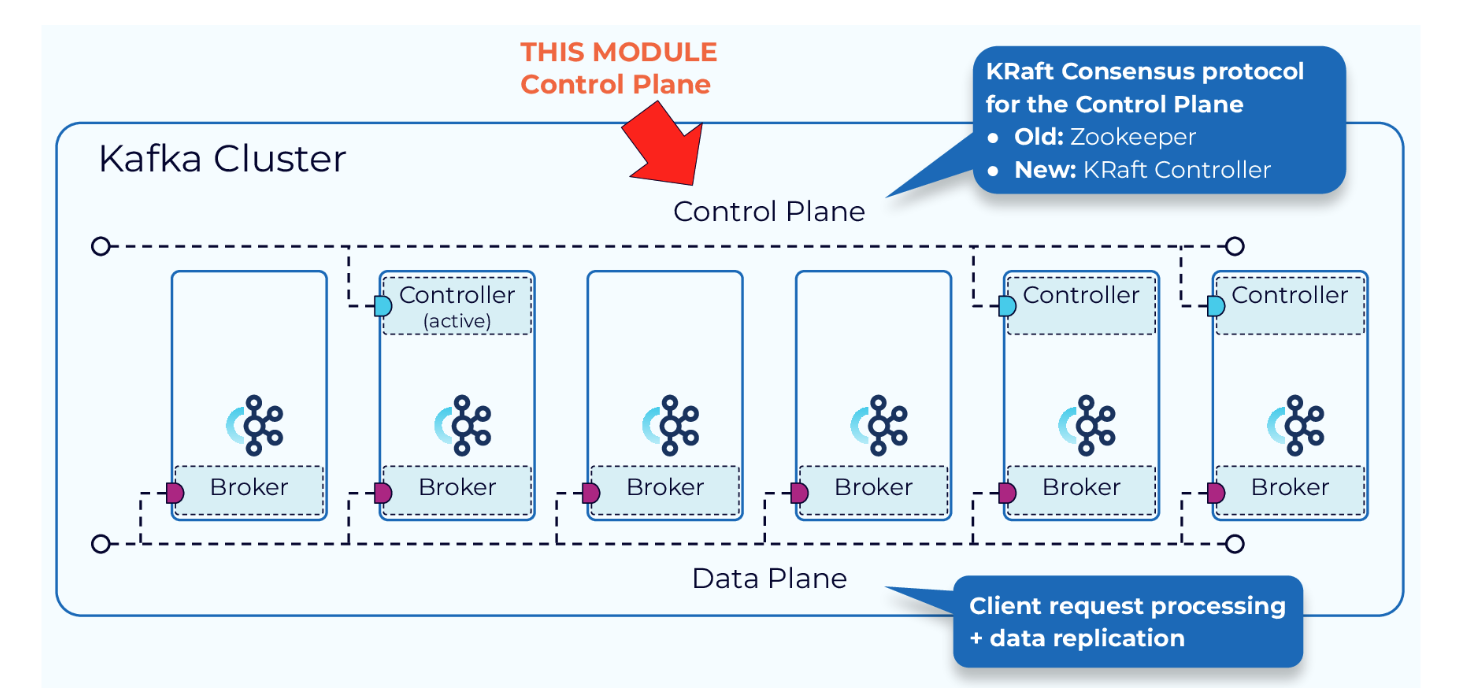 THIS MODULE
Control Plane
KRaft Consensus protocol
for the Control Plane
● Old: Zookeeper
● New: KRaft Controller
Kafka Cluster
Control Plane
Controller
(active)
Controller
Controller
Broker
Broker
Broker
Broker
Broker
Broker
Data Plane
Client request processing
+ data replication